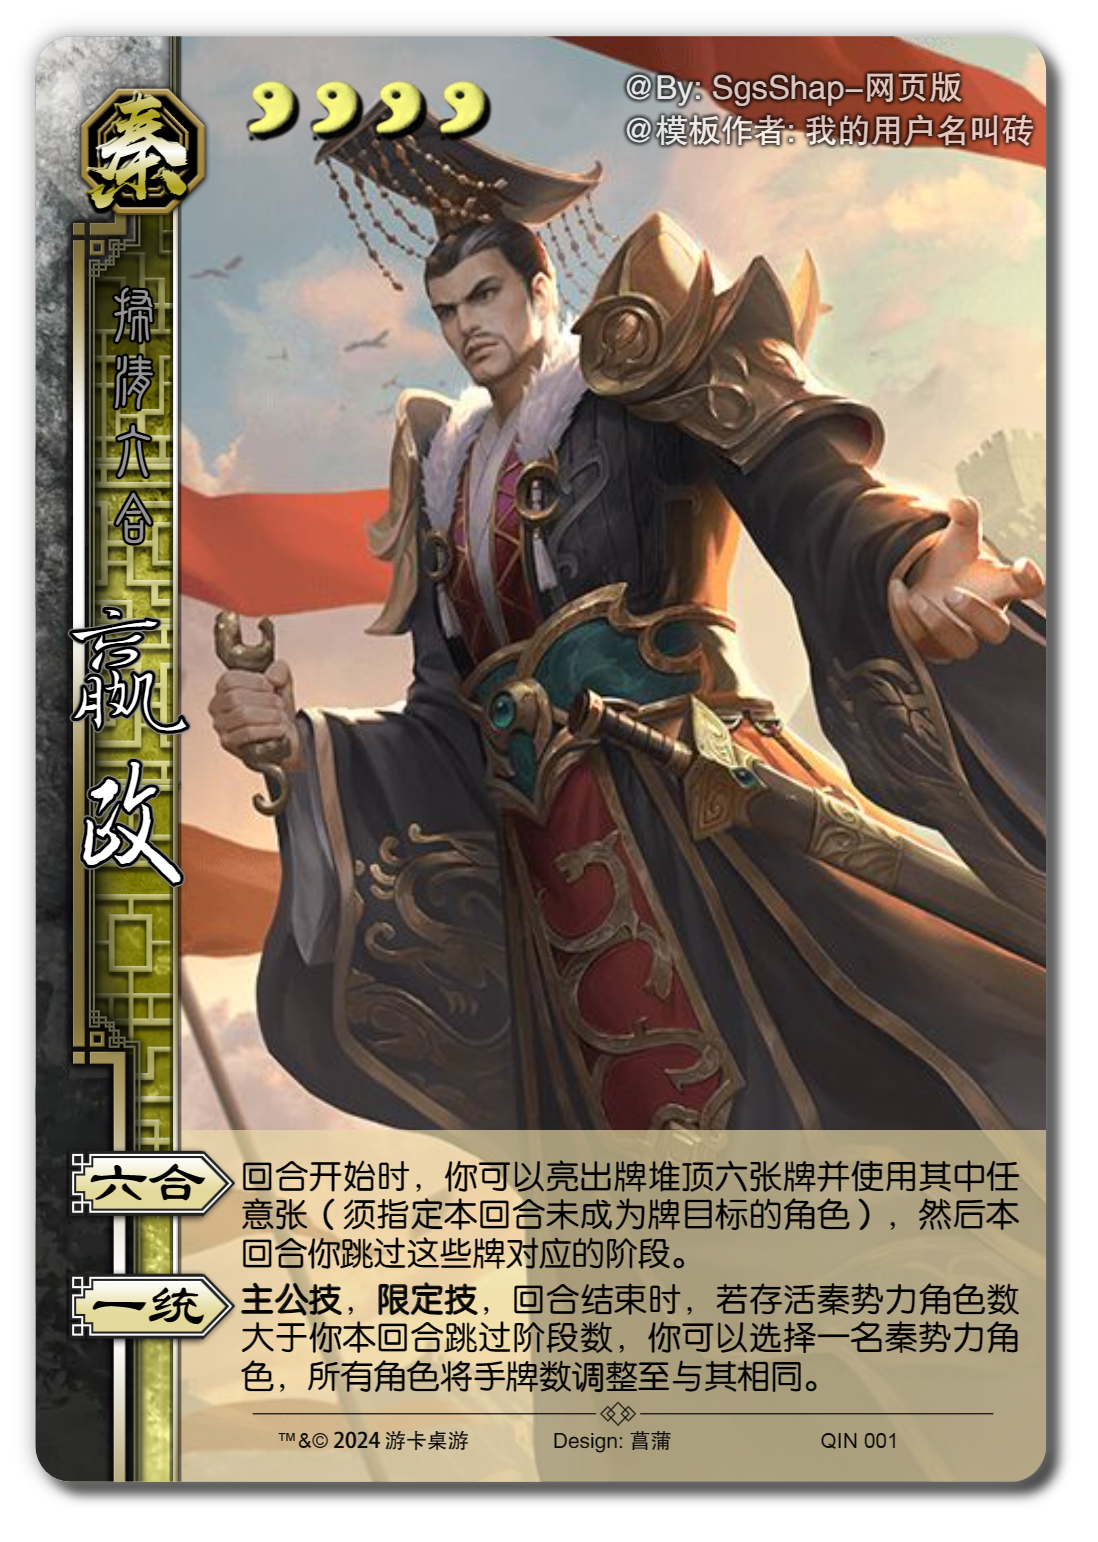 秦
@By: SgsShap-网页版
@模板作者: 我的用户名叫砖
掃清六合
嬴政
六合
回合开始时，你可以亮出牌堆顶六张牌并使用其中任
意张（须指定本回合未成为牌目标的角色），然后本
回合你跳过这些牌对应的阶段。
一统
主公技，限定技，回合结束时，若存活秦势力角色数
大于你本回合跳过阶段数，你可以选择一名秦势力角
色，所有角色将手牌数调整至与其相同。
™&© 2024 游卡桌游
Design: 菖蒲
QIN 001